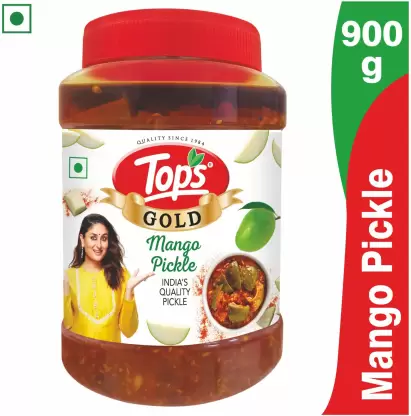 900
g
Mango Pickle
QUALITY SINCE 1984
Tops
GOLD
Mango
Pickle
INDIA'S
QUALITY
PICKLE